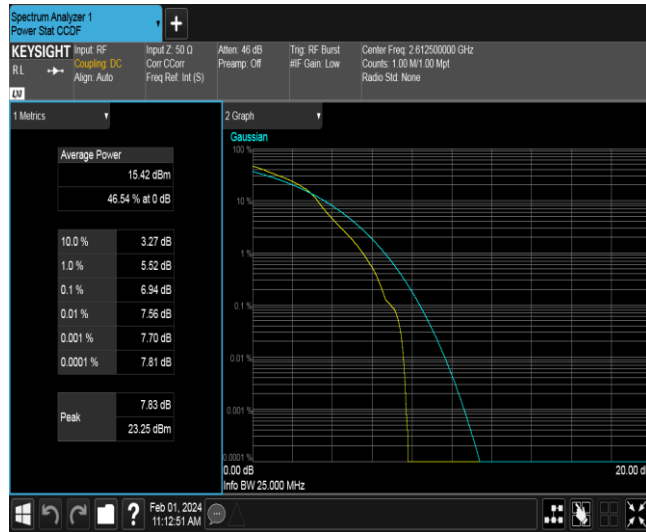 Spectrum Analyzer 1
Power Stat CCDF
+
KEYSIGHT
RL
LXI
Input: RF
Coupling: DC
Align: Auto
Input Z: 50 Ω
Corr CCorr
Freq Ref: Int (S)
Atten: 46 dB
Preamp: Off
Trig: RF Burst
#IF Gain: Low
Center Freq: 2.612500000 GHz
Counts: 1.00 M/1.00 Mpt
Radio Std: None
1 Metrics
Average Power
15.42 dBm
46.54 % at 0 dB
10.0 % 3.27 dB
1.0 % 5.52 dB
0.1 % 6.94 dB
0.01 % 7.56 dB
0.001 % 7.70 dB
0.0001 % 7.81 dB
Peak
7.83 dB
23.25 dBm
2 Graph
Gaussian
100 %
10 %
1 %
0.1 %
0.01 %
0.001 %
0.0001 %
0.00 dB
20.00 d
Info BW 25.000 MHz
?
Feb 01, 2024
11:12:51 AM